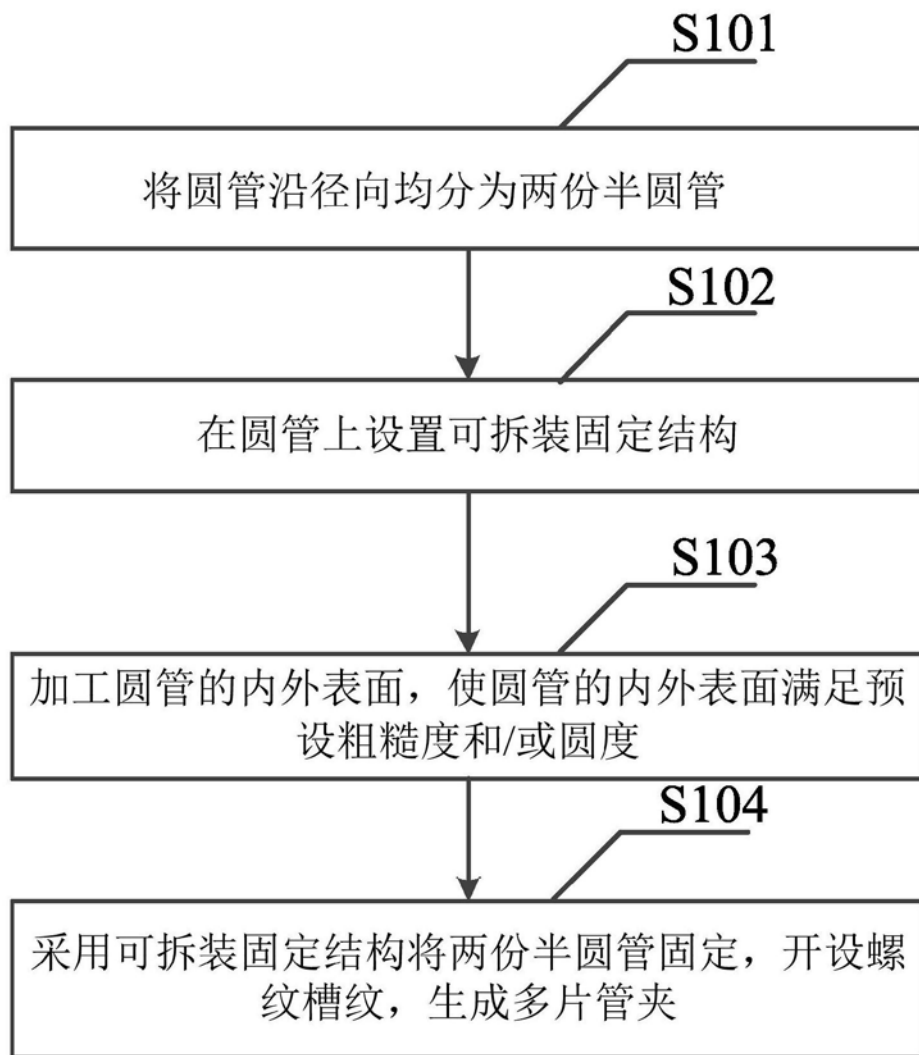 S101
将圆管沿径向均分为两份半圆管
S102
在圆管上设置可拆装固定结构
S103
加工圆管的内外表面，使圆管的内外表面满足预
设粗糙度和/或圆度
S104
采用可拆装固定结构将两份半圆管固定，开设螺
纹槽纹，生成多片管夹